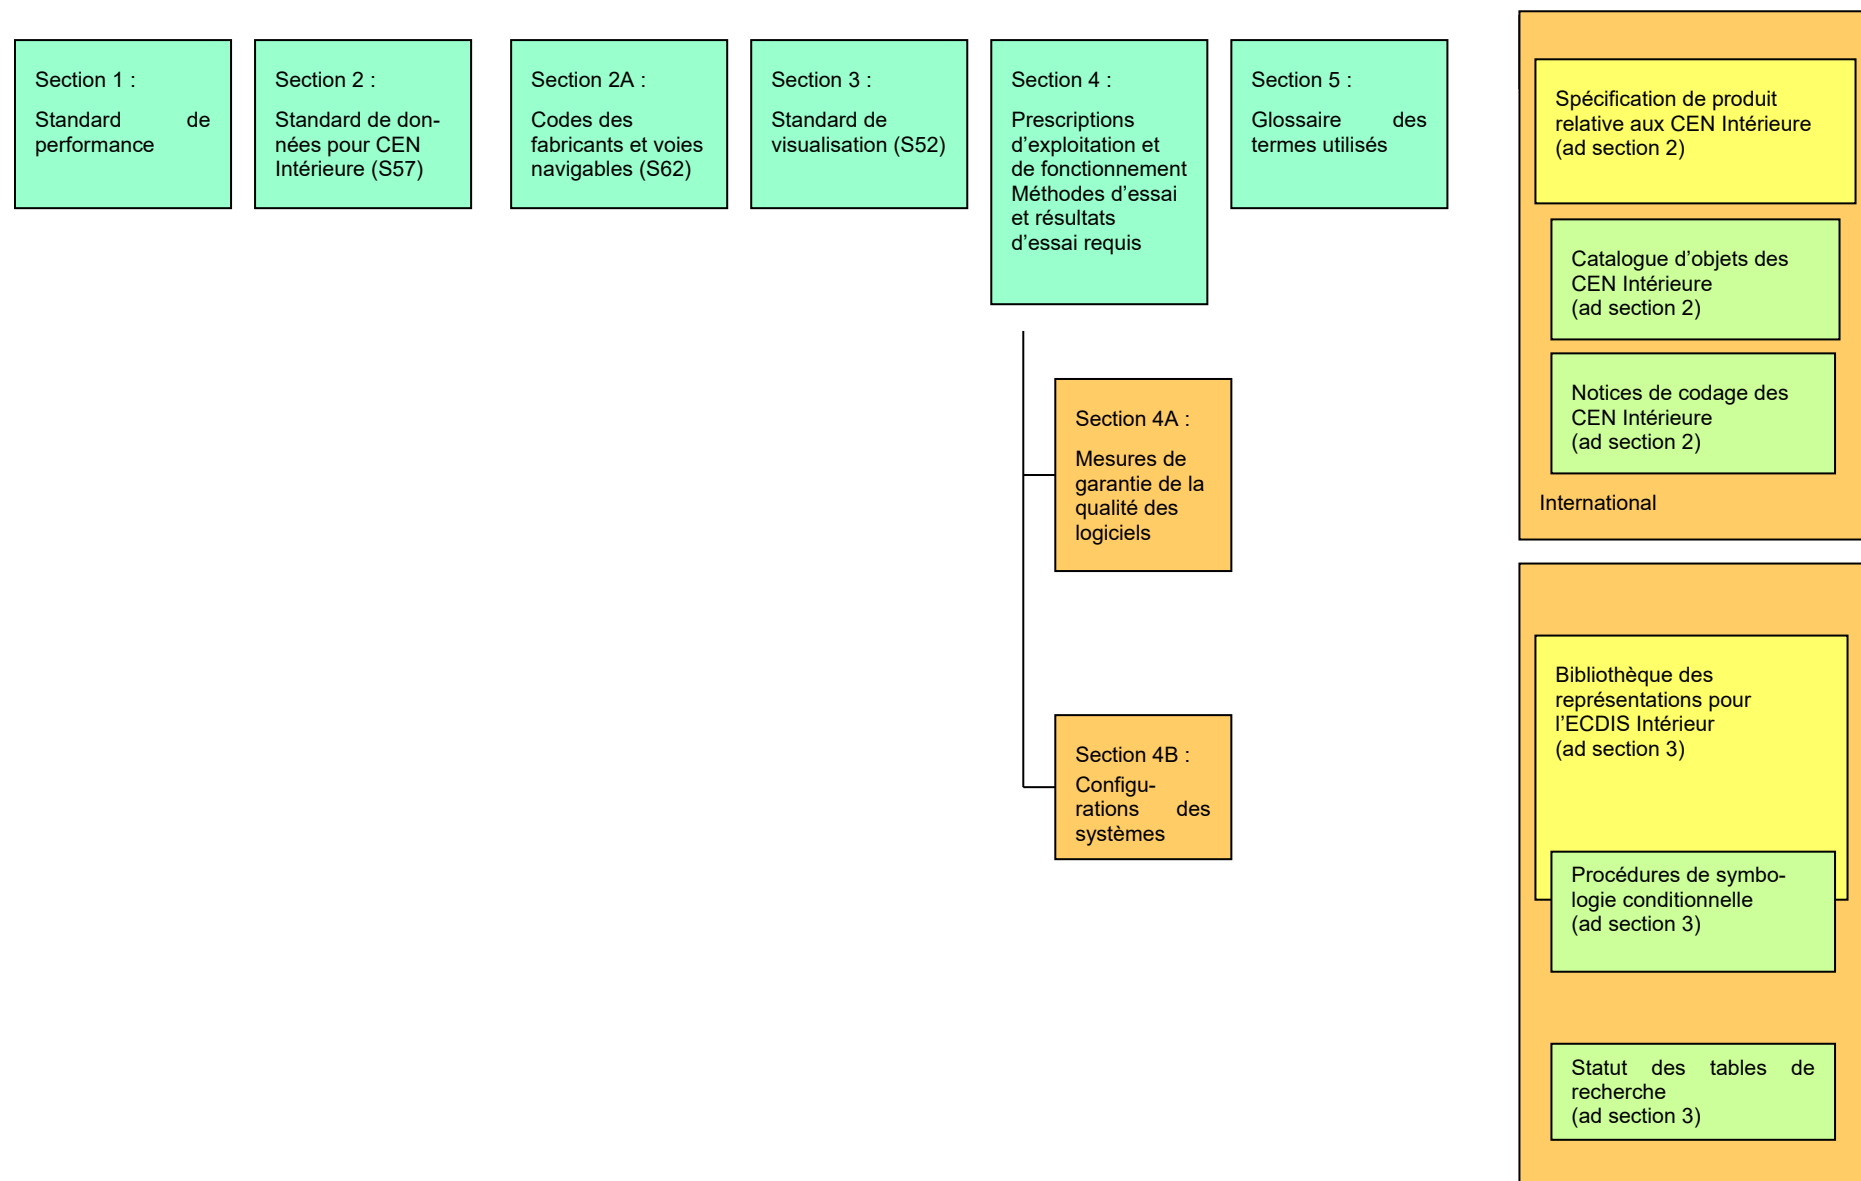 Section 1 :
Standard de
performance
Section 2 :
Standard de don-
nées pour CEN
Intérieure (S57)
Section 2A :
Codes des
fabricants et voies
navigables (S62)
Section 3 :
Standard de
visualisation (S52)
Section 4 :
Prescriptions
d’exploitation et
de fonctionnement
Méthodes d’essai
et résultats
d’essai requis
Section 5 :
Glossaire des
termes utilisés
Section 4A :
Mesures de
garantie de la
qualité des
logiciels
Section 4B :
Configu-
rations des
systèmes
Spécification de produit
relative aux CEN Intérieure
(ad section 2)
Catalogue d’objets des
CEN Intérieure
(ad section 2)
Notices de codage des
CEN Intérieure
(ad section 2)
International
Bibliothèque des
représentations pour
l’ECDIS Intérieur
(ad section 3)
Procédures de symbo-
logie conditionnelle
(ad section 3)
Statut des tables de
recherche
(ad section 3)